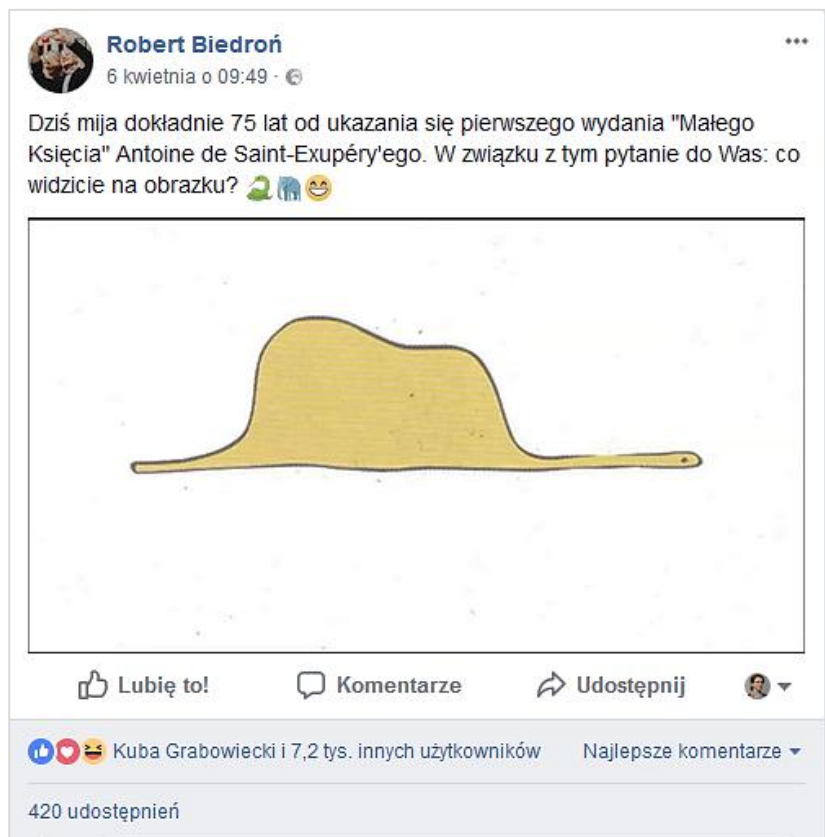 Robert Biedroń
6 kwietnia o 09:49 ·
Dziś mija dokładnie 75 lat od ukazania się pierwszego wydania "Małego
Księcia" Antoine de Saint-Exupéry'ego. W związku z tym pytanie do Was: co
widzicie na obrazku? 🐍🐘😁
Lubię to! Komentarze Udostępnij
Kuba Grabowiecki i 7,2 tys. innych użytkowników Najlepsze komentarze
420 udostępnień